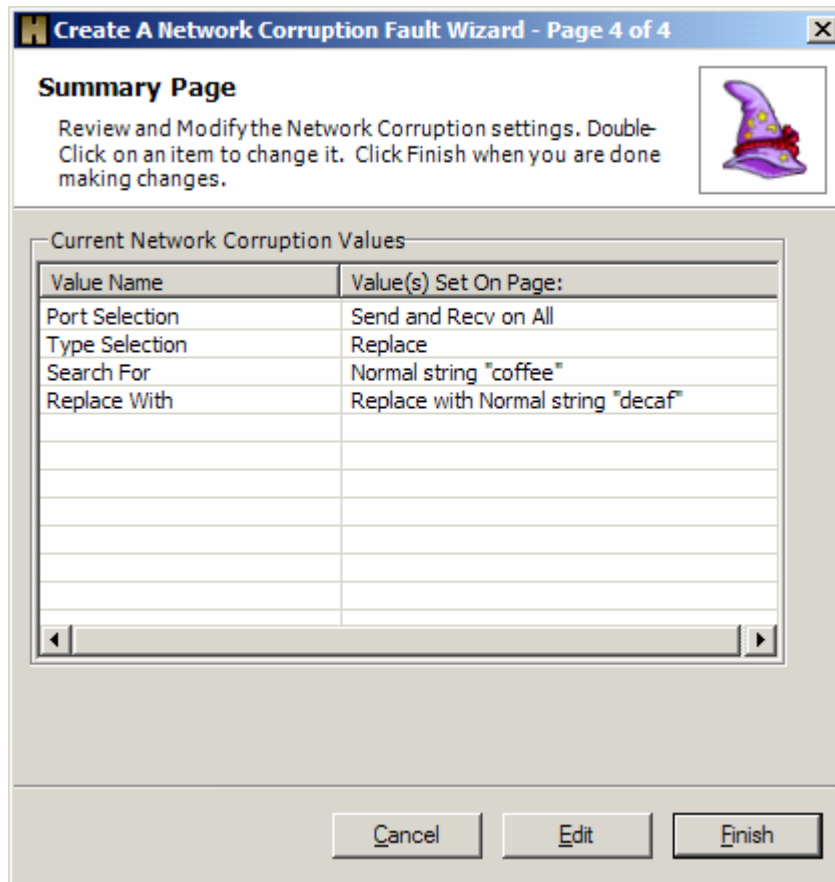 Create A Network Corruption Fault Wizard - Page 4 of 4
Summary Page
Review and Modify the Network Corruption settings. Double-
Click on an item to change it. Click Finish when you are done
making changes.
Current Network Corruption Values
Value Name Value(s) Set On Page:
Port Selection Send and Recv on All
Type Selection Replace
Search For Normal string "coffee"
Replace With Replace with Normal string "decaf"
Cancel Edit Finish